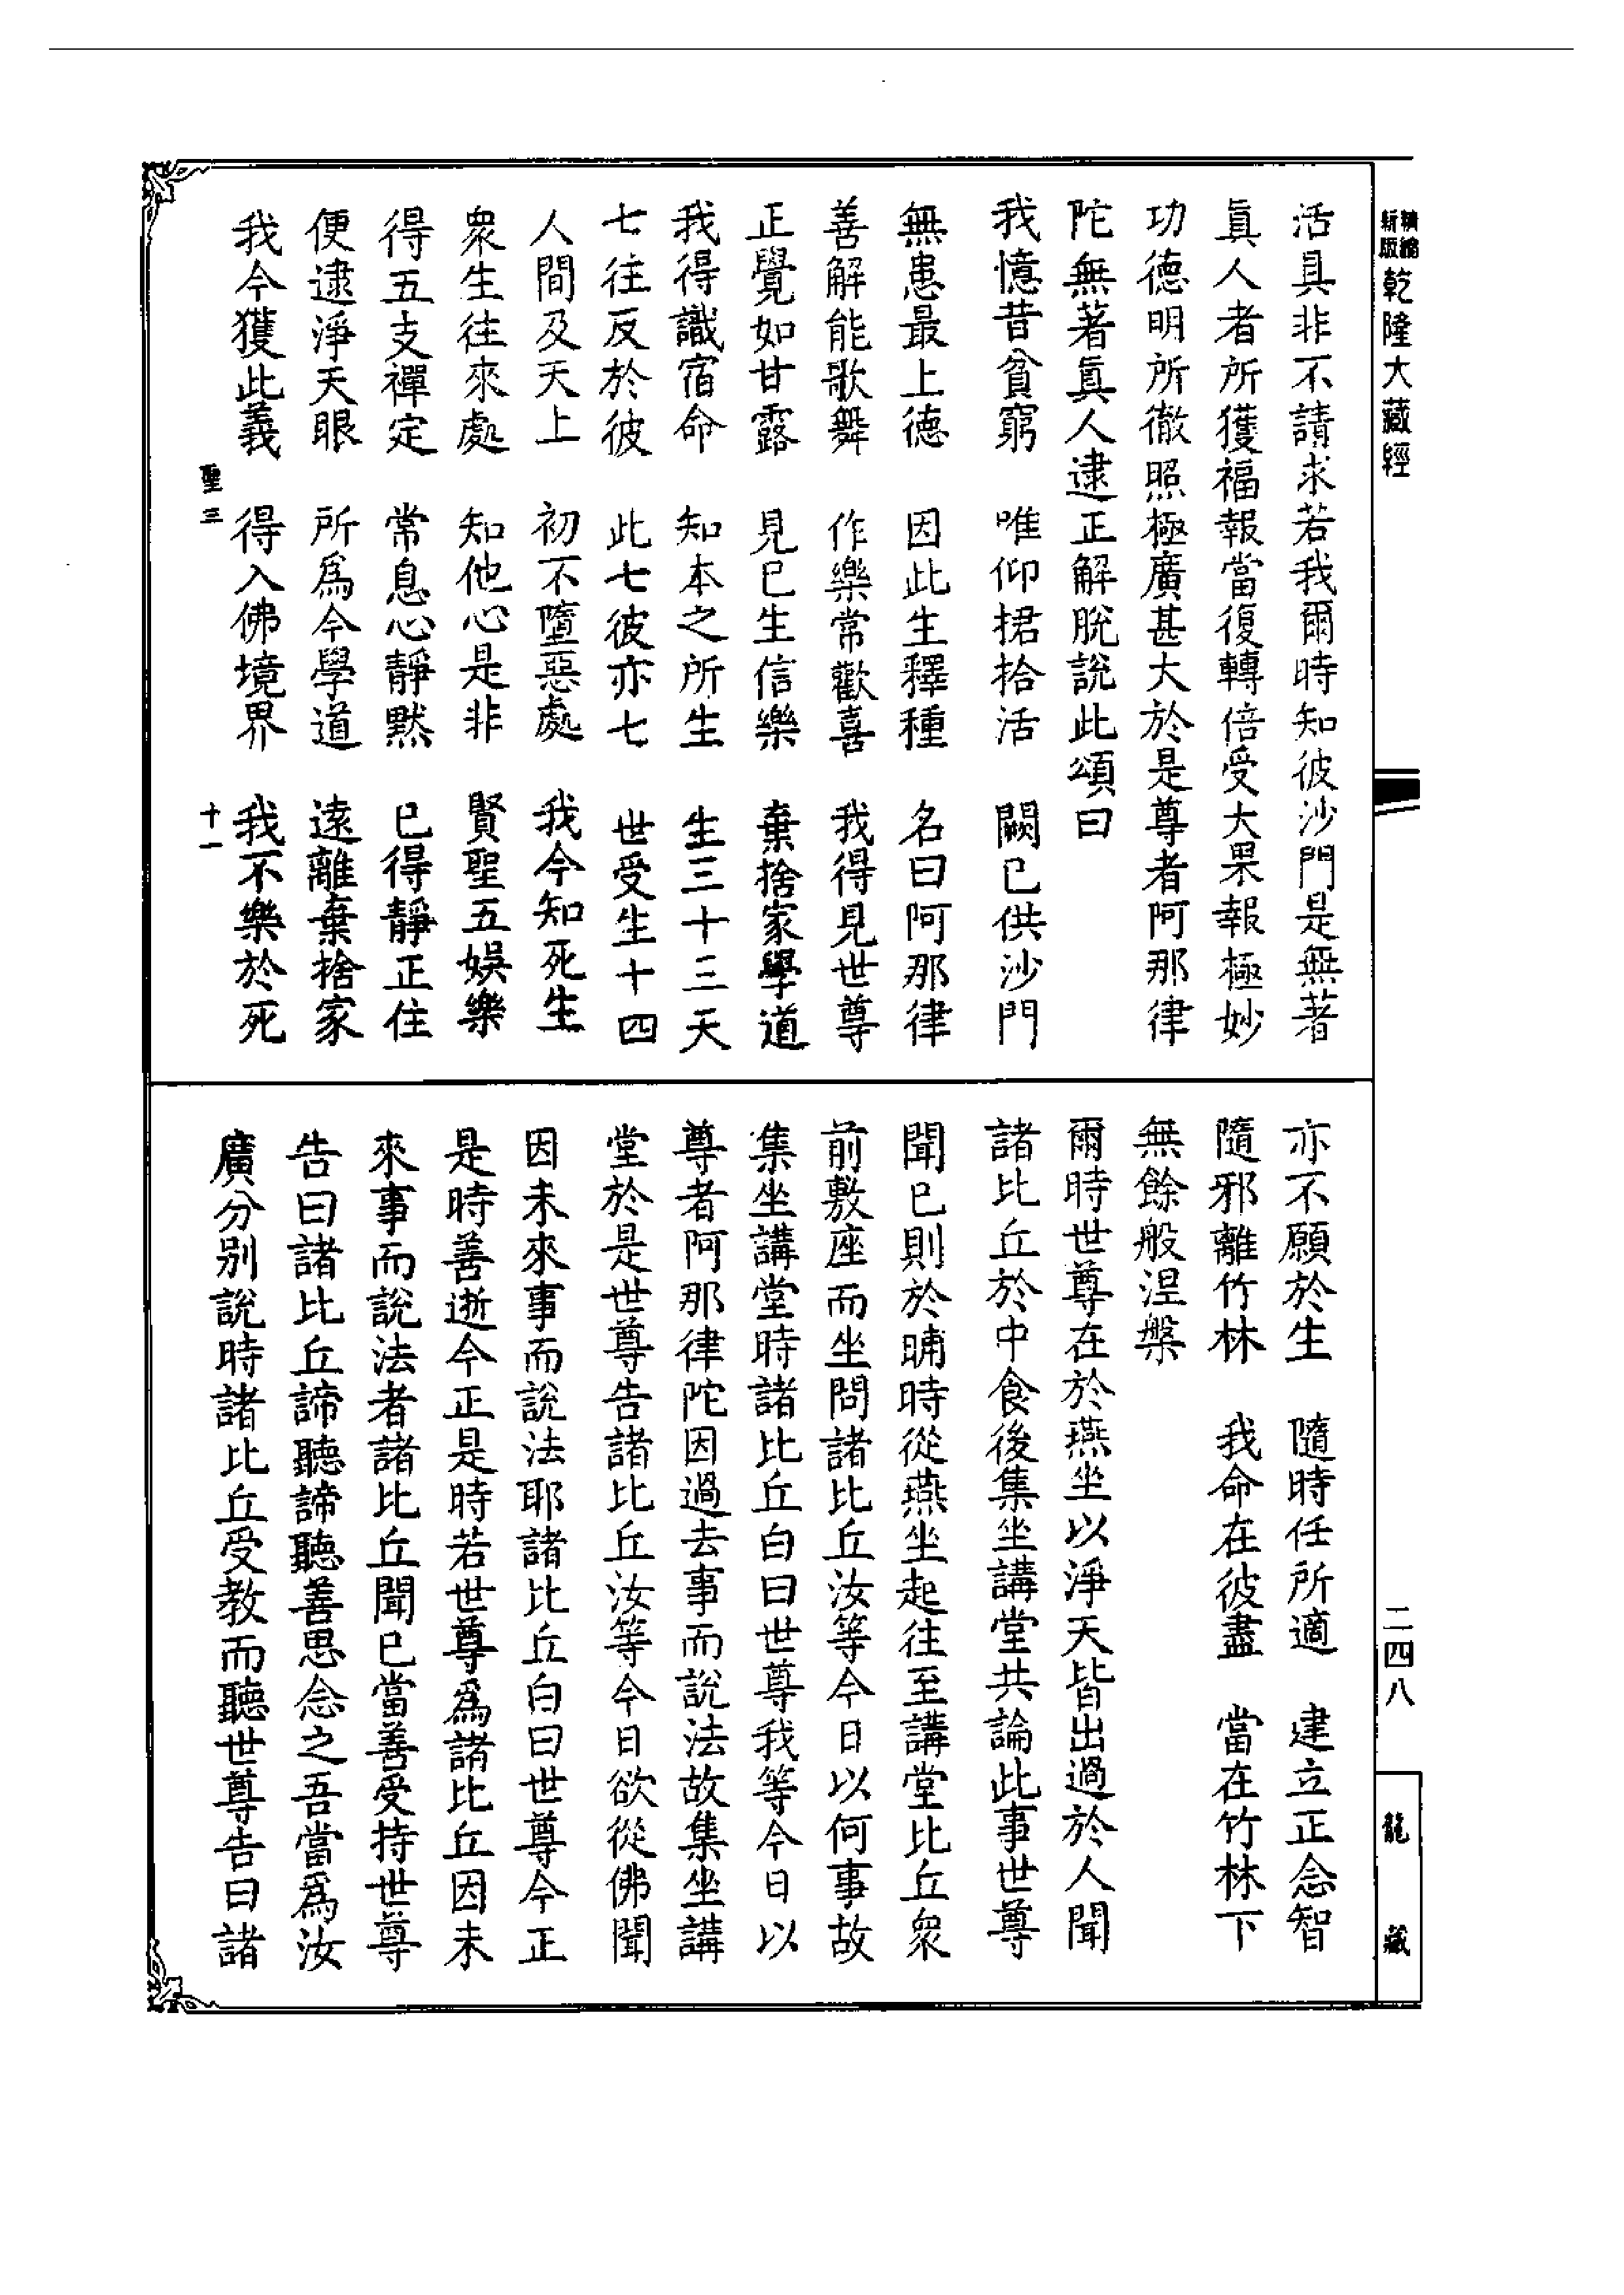 精縮
新版
乾隆大藏經
活具非不請求若我爾時知彼沙門是無著
眞人者所獲福報當復轉倍受大果報極妙
功德明所徹照極廣甚大於是尊者阿那律
陀無著眞人逮正解脫說此頌曰
我憶昔貧窮　唯仰捃拾活　闕已供沙門
無恚最上德　因此生釋種　名曰阿那律
善解能歌舞　作樂常歡喜　我得見世尊
正覺如甘露　見已生信樂　棄捨家學道
我得識宿命　知本之所生　生三十三天
七往反於彼　此七彼亦七　世受生十四
人間及天上　初不墮惡處　我今知死生
衆生往來處　知他心是非　賢聖五娛樂
得五支禪定　常息心靜默　已得靜正住
便逮淨天眼　所爲今學道　遠離棄捨家
我今獲此義　得入佛境界　我不樂於死
聖三　十一
亦不願於生　隨時任所適　建立正念智
隨邪離竹林　我命在彼盡　當在竹林下
無餘般涅槃
爾時世尊在於燕坐以淨天皆出過於人聞
諸比丘於中食後集坐講堂共論此事世尊
聞已則於晡時從燕坐起往至講堂比丘衆
前敷座而坐問諸比丘汝等今日以何事故
集坐講堂時諸比丘白曰世尊我等今日以
尊者阿那律陀因過去事而說法故集坐講
堂於是世尊告諸比丘汝等今日欲從佛聞
因未來事而說法耶諸比丘白曰世尊今正
是時善逝今正是時若世尊爲諸比丘因未
來事而說法者諸比丘聞已當善受持世尊
告曰諸比丘諦聽諦聽善思念之吾當爲汝
廣分別說時諸比丘受教而聽世尊告曰諸
二四八
龍藏